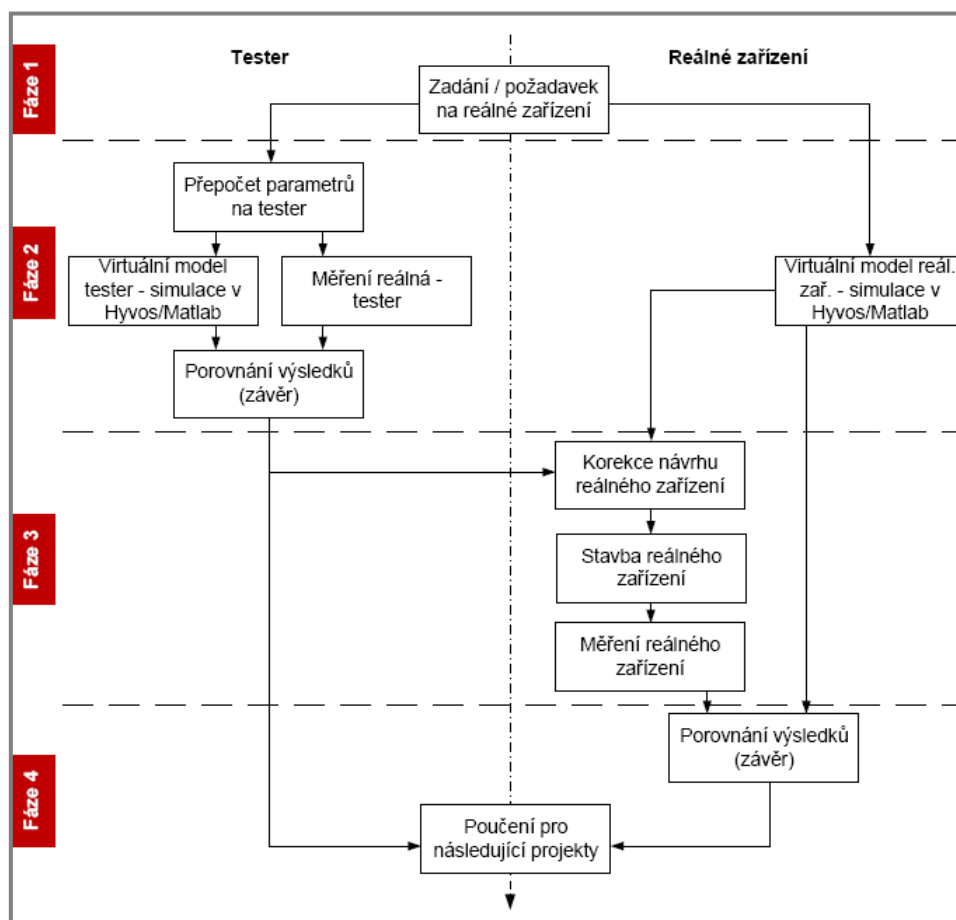 Tester
Reálné zařízení
Fáze 1
Zadání / požadavek
na reálné zařízení
Fáze 2
Přepočet parametrů
na tester
Virtuální model
tester - simulace v
Hyvos/Matlab
Měření reálná -
tester
Virtuální model reál.
zař. - simulace v
Hyvos/Matlab
Porovnání výsledků
(závěr)
Fáze 3
Korekce návrhu
reálného zařízení
Stavba reálného
zařízení
Měření reálného
zařízení
Fáze 4
Porovnání výsledků
(závěr)
Poučení pro
následující projekty